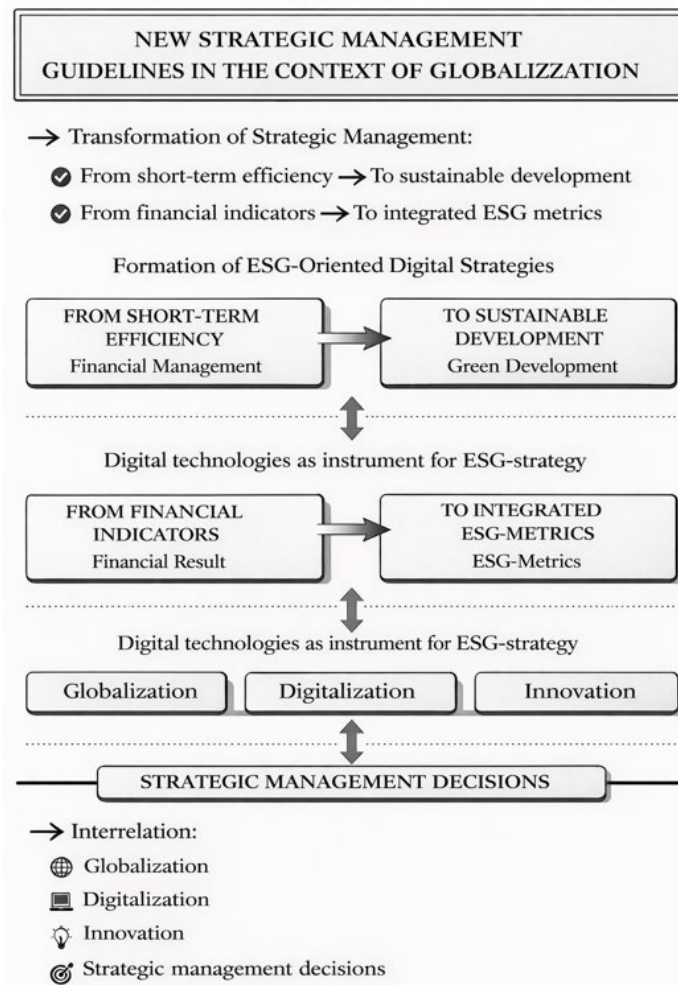 NEW STRATEGIC MANAGEMENT
GUIDELINES IN THE CONTEXT OF GLOBALIZZATION
→ Transformation of Strategic Management:
From short-term efficiency → To sustainable development
From financial indicators → To integrated ESG metrics
Formation of ESG-Oriented Digital Strategies
FROM SHORT-TERM
EFFICIENCY
Financial Management
TO SUSTAINABLE
DEVELOPMENT
Green Development
Digital technologies as instrument for ESG-strategy
FROM FINANCIAL
INDICATORS
Financial Result
TO INTEGRATED
ESG-METRICS
ESG-Metrics
Digital technologies as instrument for ESG-strategy
Globalization
Digitalization
Innovation
STRATEGIC MANAGEMENT DECISIONS
→ Interrelation:
Globalization
Digitalization
Innovation
Strategic management decisions